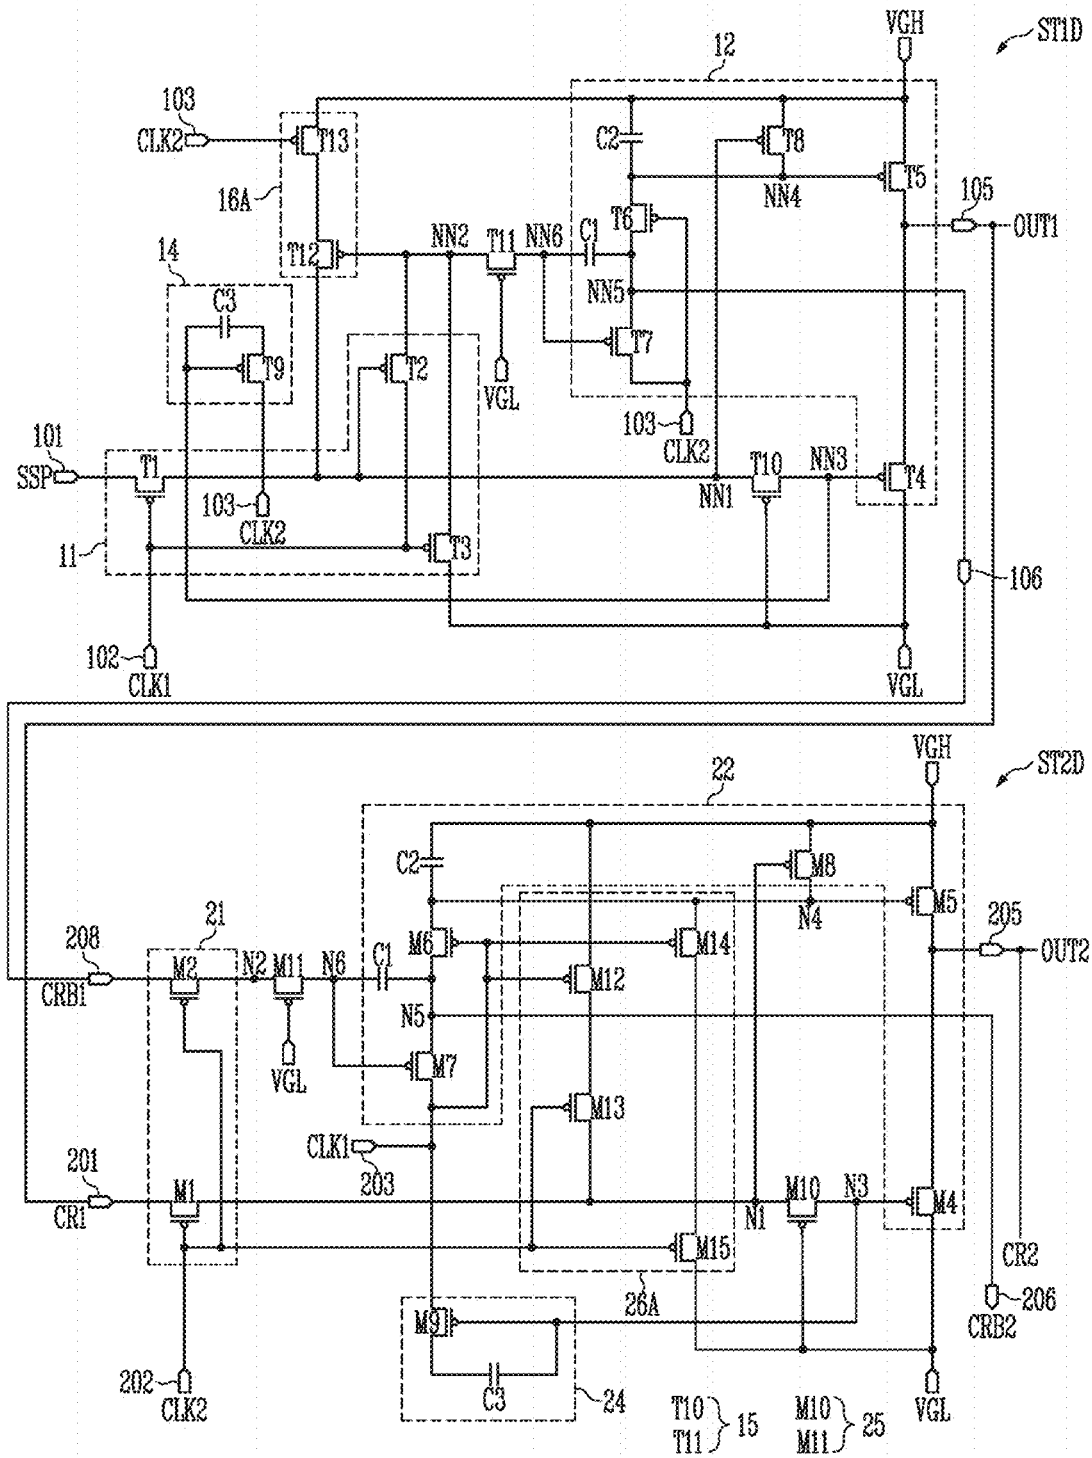 VGH
ST1D
12
103
CLK2
T13
C2
T8
T5
16A
NN4
105
OUT1
T6
NN2
T11
NN6
C1
T12
14
C3
NN5
T7
T9
T2
VGL
103
CLK2
101
SSP
T1
T10
NN3
NN1
T4
103
CLK2
11
T3
106
102
CLK1
VGL
VGH
ST2D
22
C2
M8
M5
N4
21
208
205
M6
M14
OUT2
CRB1
M2
N2
M11
N6
C1
M12
N5
M7
VGL
M13
CLK1
203
201
CR1
M1
M10
N3
N1
M4
M15
CR2
26A
206
M9
CRB2
202
CLK2
C3
24
T10
T11
15
M10
M11
25
VGL